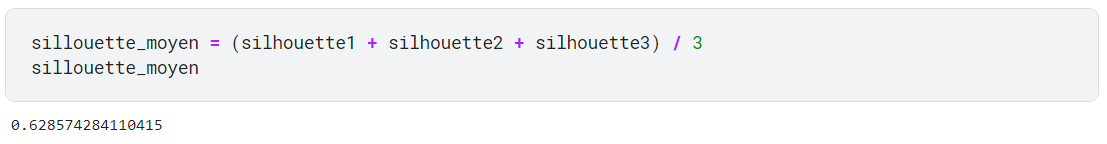 sillouette_moyen = (silhouette1 + silhouette2 + silhouette3) / 3
sillouette_moyen
0.628574284110415